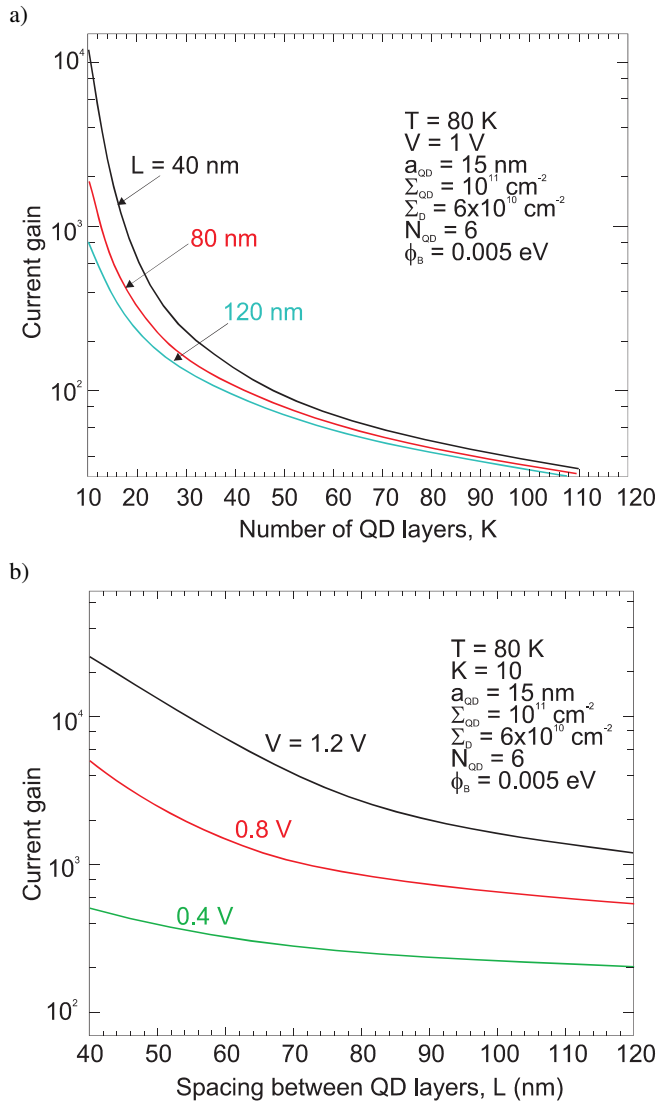 a)
10⁴
10³
10²
Current gain
L = 40 nm
80 nm
120 nm
T = 80 K
V = 1 V
a_QD = 15 nm
Σ_QD = 10¹¹ cm⁻²
Σ_D = 6x10¹⁰ cm⁻²
N_QD = 6
ϕ_B = 0.005 eV
10 20 30 40 50 60 70 80 90 100 110 120
Number of QD layers, K
b)
10⁴
10³
10²
Current gain
T = 80 K
K = 10
a_QD = 15 nm
Σ_QD = 10¹¹ cm⁻²
Σ_D = 6x10¹⁰ cm⁻²
N_QD = 6
ϕ_B = 0.005 eV
V = 1.2 V
0.8 V
0.4 V
40 50 60 70 80 90 100 110 120
Spacing between QD layers, L (nm)